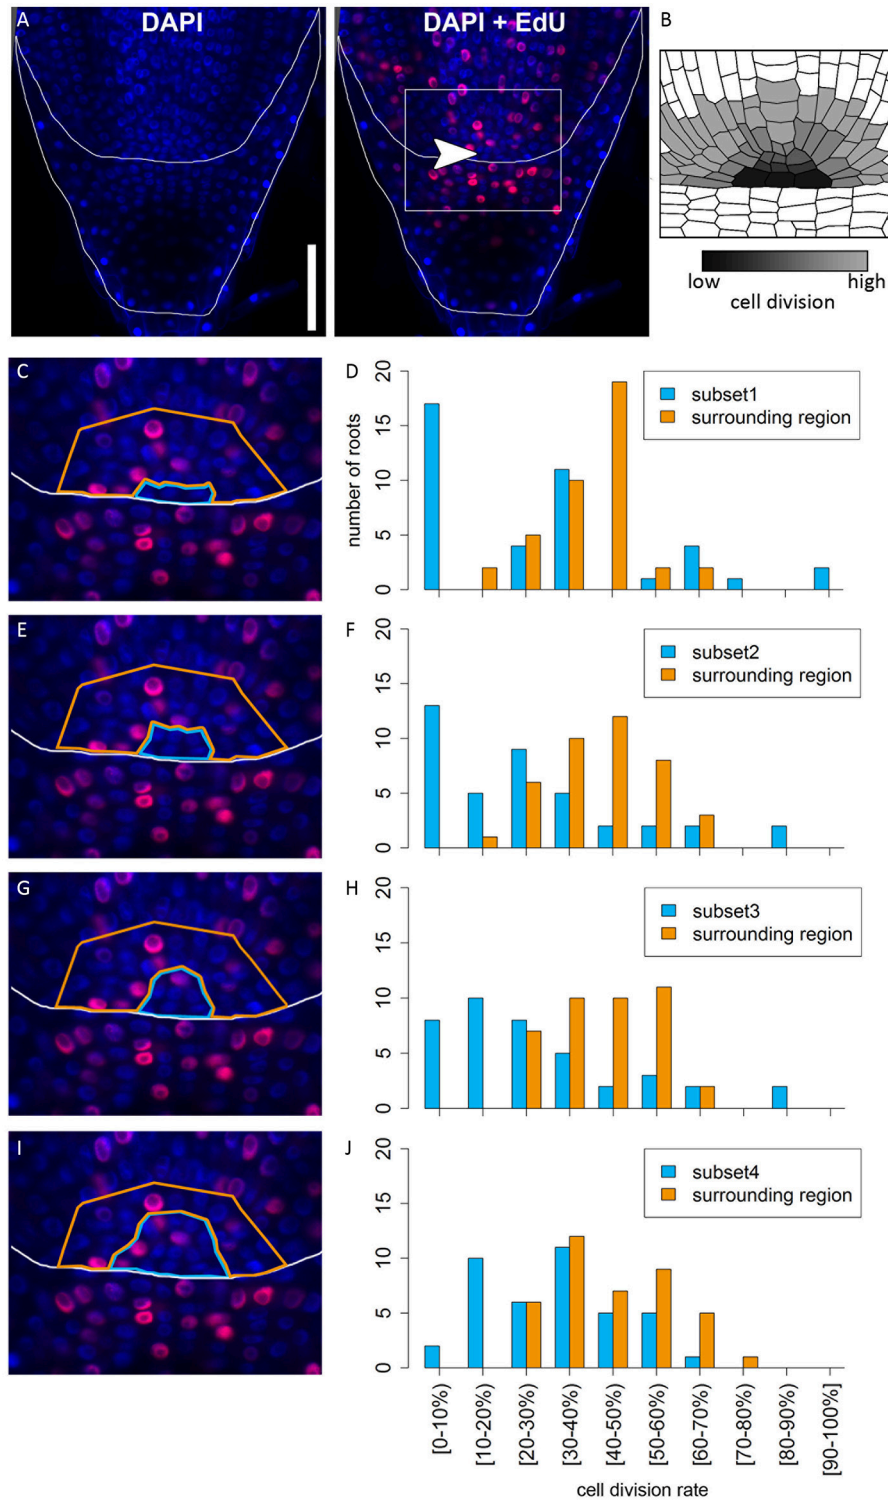 A
DAPI
DAPI + EdU
B
low
high
cell division
C
D
20
15
10
5
0
number of roots
subset1
surrounding region
E
F
20
15
10
5
0
subset2
surrounding region
G
H
20
15
10
5
0
subset3
surrounding region
I
J
20
15
10
5
0
subset4
surrounding region
[0-10%)
[10-20%)
[20-30%)
[30-40%)
[40-50%)
[50-60%)
[60-70%)
[70-80%)
[80-90%)
[90-100%]
cell division rate